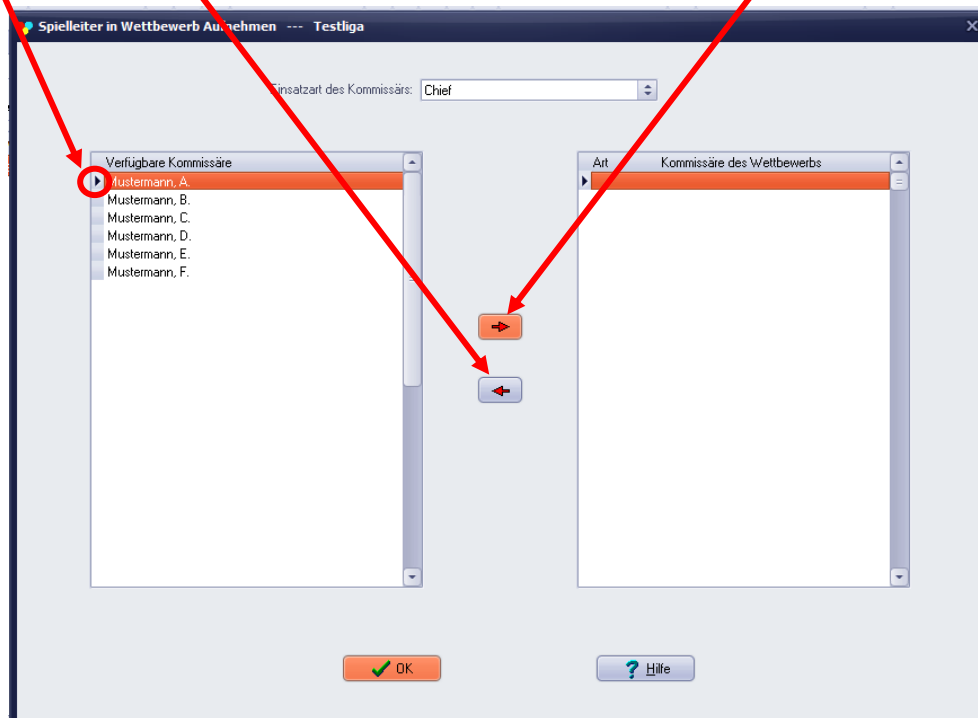 Spielleiter in Wettbewerb Aufnehmen --- Testliga
Einsatzart des Kommissärs: Chief
Verfügbare Kommissäre
Mustermann, A.
Mustermann, B.
Mustermann, C.
Mustermann, D.
Mustermann, E.
Mustermann, F.
Art Kommissäre des Wettbewerbs
OK
? Hilfe